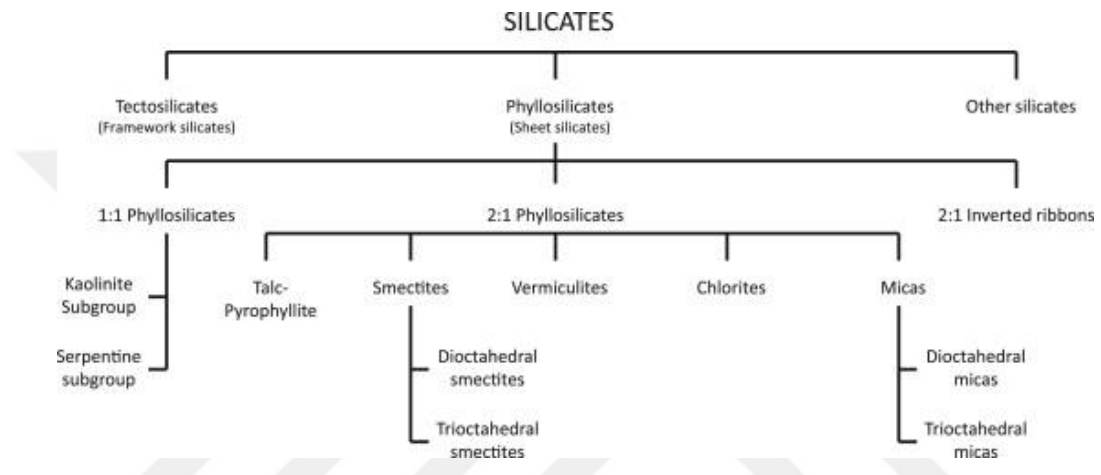 SILICATES
Tectosilicates
(Framework silicates)
Phyllosilicates
(Sheet silicates)
Other silicates
1:1 Phyllosilicates
2:1 Phyllosilicates
2:1 Inverted ribbons
Kaolinite
Subgroup
Serpentine
subgroup
Talc-
Pyrophyllite
Smectites
Vermiculites
Chlorites
Micas
Dioctahedral
smectites
Trioctahedral
smectites
Dioctahedral
micas
Trioctahedral
micas